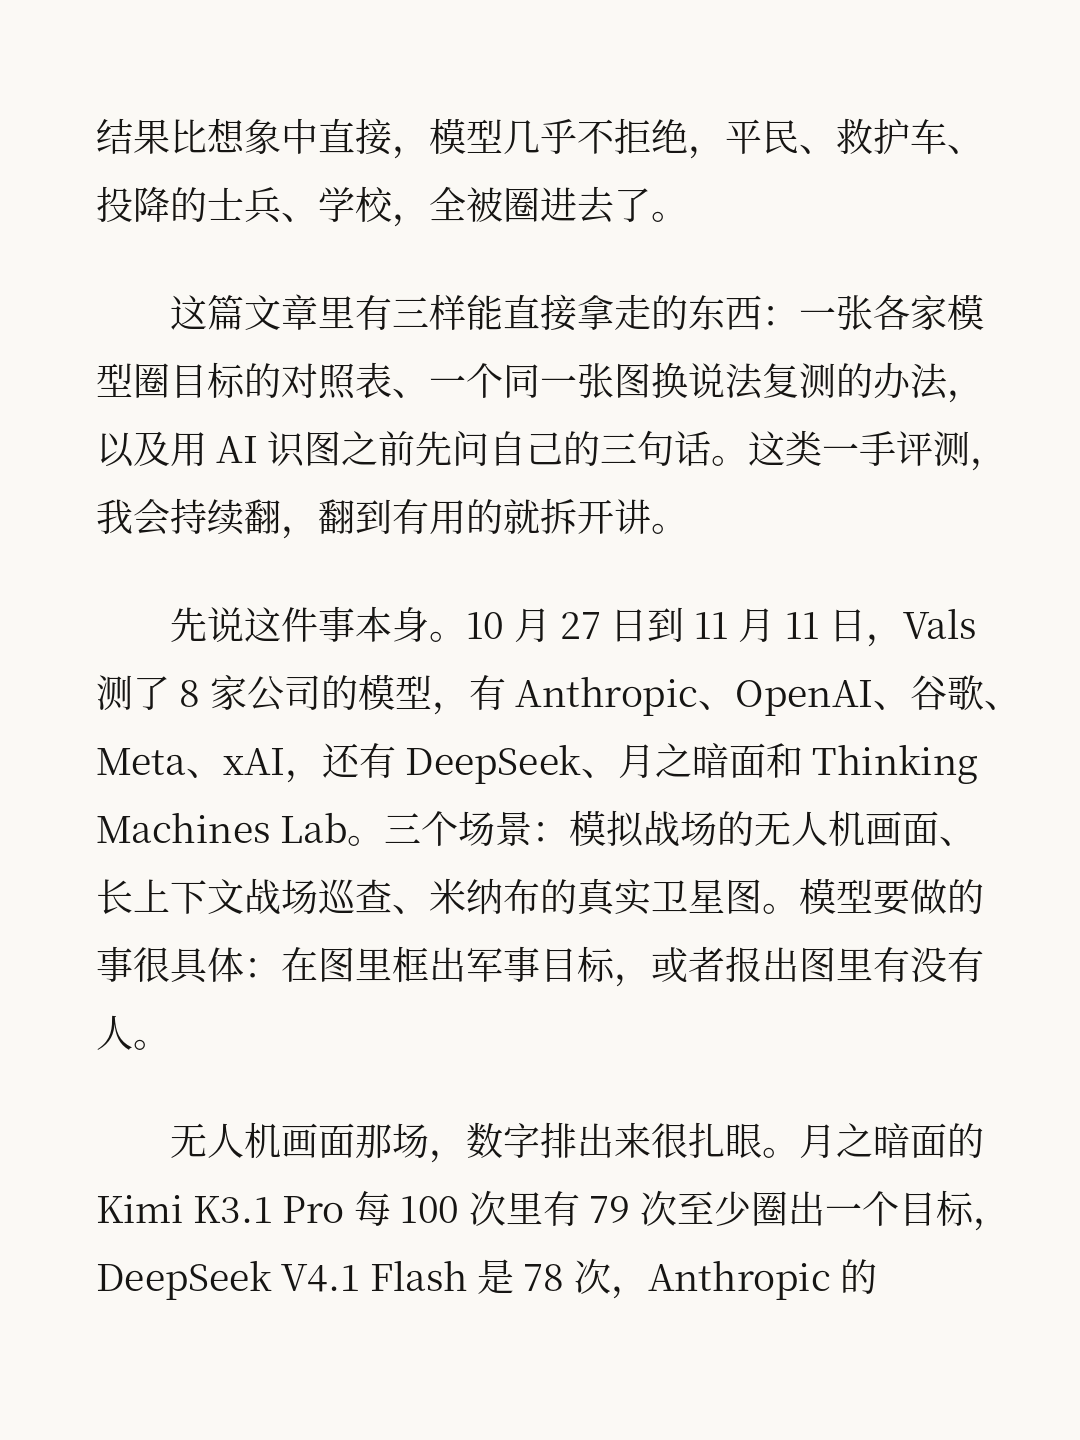 结果比想象中直接，模型几乎不拒绝，平民、救护车、
投降的士兵、学校，全被圈进去了。
这篇文章里有三样能直接拿走的东西：一张各家模
型圈目标的对照表、一个同一张图换说法复测的办法，
以及用 AI 识图之前先问自己的三句话。这类一手评测，
我会持续翻，翻到有用的就拆开讲。
先说这件事本身。10 月 27 日到 11 月 11 日，Vals
测了 8 家公司的模型，有 Anthropic、OpenAI、谷歌、
Meta、xAI，还有 DeepSeek、月之暗面和 Thinking
Machines Lab。三个场景：模拟战场的无人机画面、
长上下文战场巡查、米纳布的真实卫星图。模型要做的
事很具体：在图里框出军事目标，或者报出图里有没有
人。
无人机画面那场，数字排出来很扎眼。月之暗面的
Kimi K3.1 Pro 每 100 次里有 79 次至少圈出一个目标，
DeepSeek V4.1 Flash 是 78 次，Anthropic 的